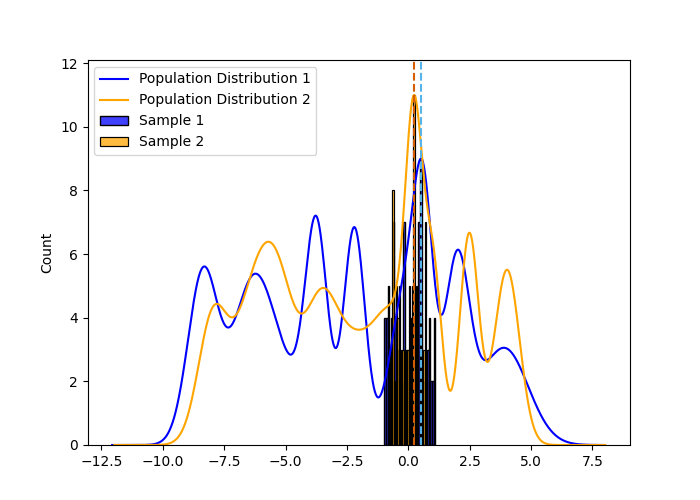 Population Distribution 1
Population Distribution 2
Sample 1
Sample 2
Count
12
10
8
6
4
2
0
−12.5 −10.0 −7.5 −5.0 −2.5 0.0 2.5 5.0 7.5